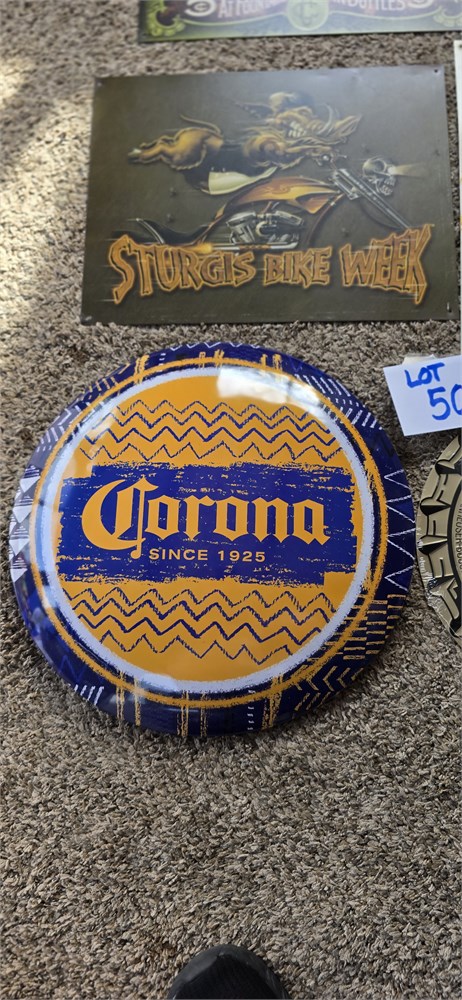 STURGIS BIKE WEEK
LOT
50
Corona
SINCE 1925